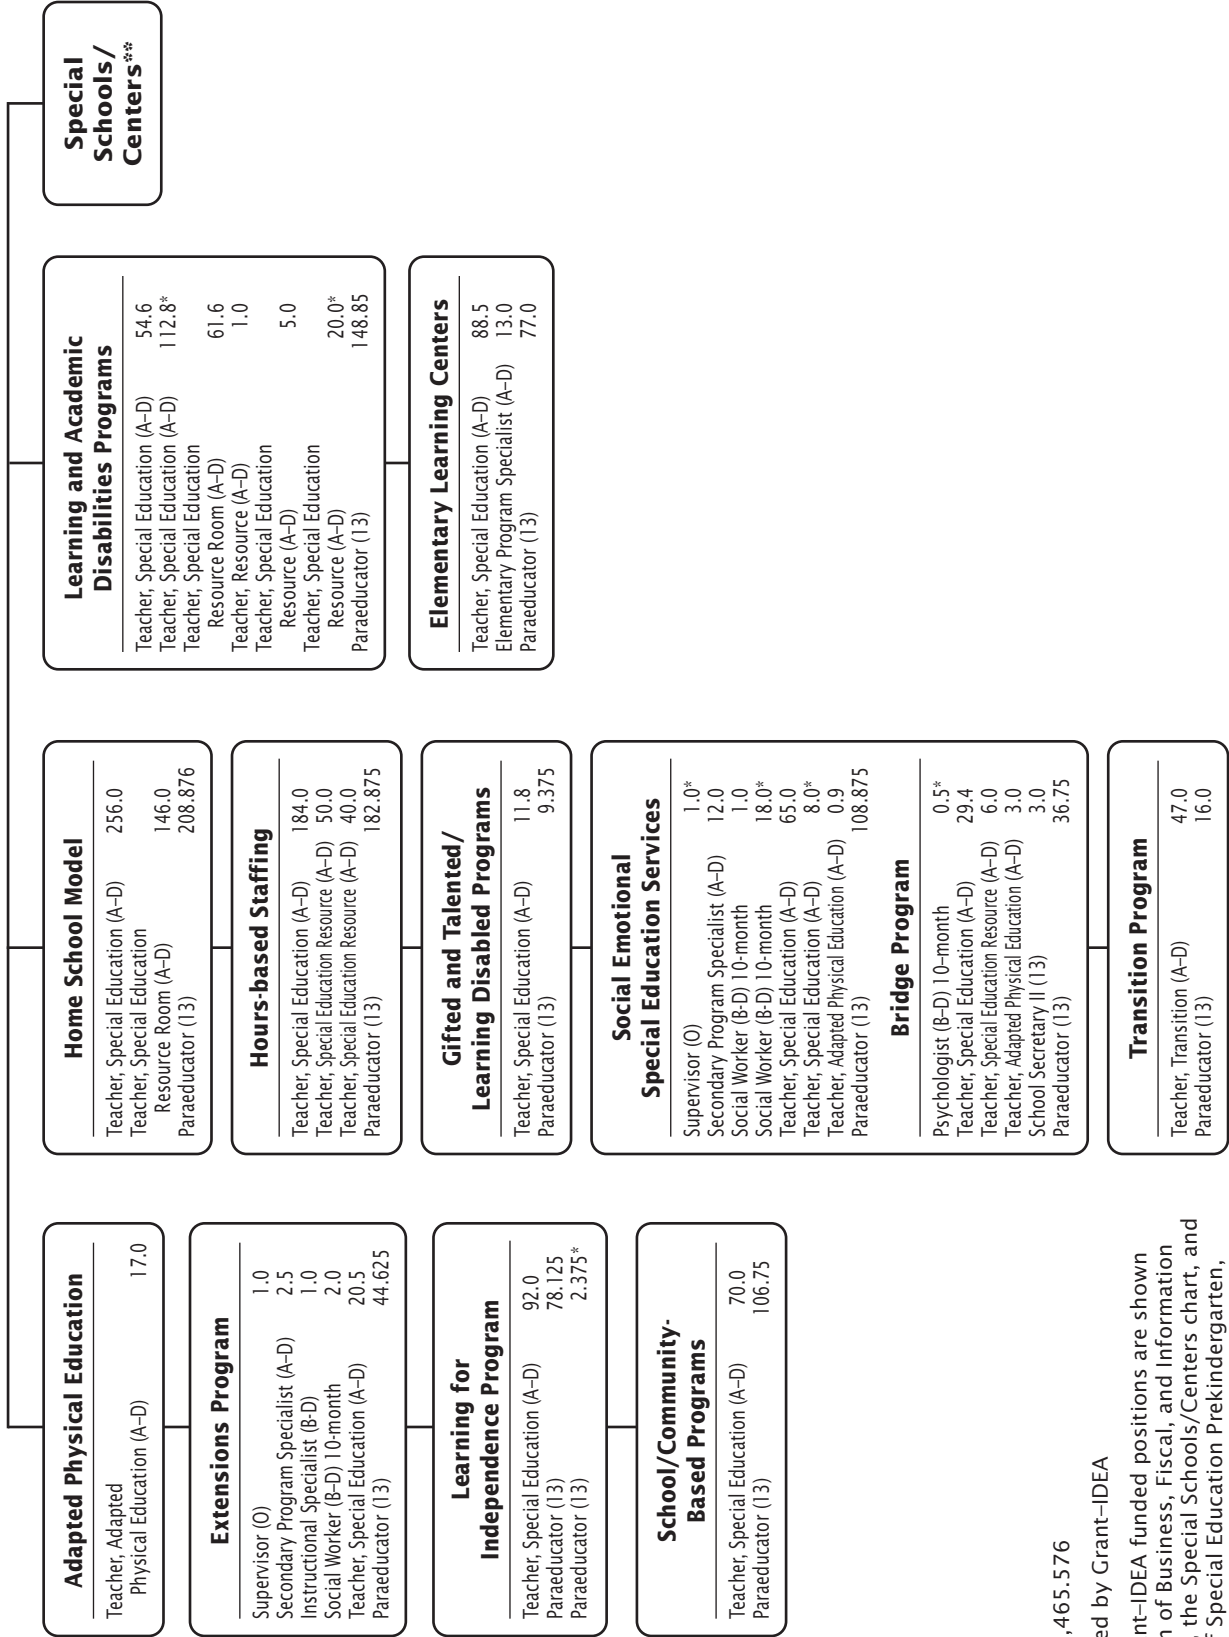 Adapted Physical Education
Teacher, Adapted
Physical Education (A–D) 17.0
Extensions Program
Supervisor (O) 1.0
Secondary Program Specialist (A–D) 2.5
Instructional Specialist (B-D) 1.0
Social Worker (B–D) 10-month 2.0
Teacher, Special Education (A–D) 20.5
Paraeducator (13) 44.625
Learning for
Independence Program
Teacher, Special Education (A–D) 92.0
Paraeducator (13) 78.125
Paraeducator (13) 2.375*
School/Community-
Based Programs
Teacher, Special Education (A–D) 70.0
Paraeducator (13) 106.75
Home School Model
Teacher, Special Education (A–D) 256.0
Teacher, Special Education
Resource Room (A–D) 146.0
Paraeducator (13) 208.876
Hours-based Staffing
Teacher, Special Education (A–D) 184.0
Teacher, Special Education Resource (A–D) 50.0
Teacher, Special Education Resource (A–D) 40.0
Paraeducator (13) 182.875
Gifted and Talented/
Learning Disabled Programs
Teacher, Special Education (A–D) 11.8
Paraeducator (13) 9.375
Social Emotional
Special Education Services
Supervisor (O) 1.0*
Secondary Program Specialist (A–D) 12.0
Social Worker (B-D) 10-month 1.0
Social Worker (B-D) 10-month 18.0*
Teacher, Special Education (A–D) 65.0
Teacher, Special Education (A–D) 8.0*
Teacher, Adapted Physical Education (A–D) 0.9
Paraeducator (13) 108.875
Bridge Program
Psychologist (B–D) 10–month 0.5*
Teacher, Special Education (A–D) 29.4
Teacher, Special Education Resource (A–D) 6.0
Teacher, Adapted Physical Education (A–D) 3.0
School Secretary II (13) 3.0
Paraeducator (13) 36.75
Transition Program
Teacher, Transition (A–D) 47.0
Paraeducator (13) 16.0
Learning and Academic
Disabilities Programs
Teacher, Special Education (A–D) 54.6
Teacher, Special Education (A–D) 112.8*
Teacher, Special Education
Resource Room (A–D) 61.6
Teacher, Resource (A–D) 1.0
Teacher, Special Education
Resource (A–D) 5.0
Teacher, Special Education
Resource (A–D) 20.0*
Paraeducator (13) 148.85
Elementary Learning Centers
Teacher, Special Education (A–D) 88.5
Elementary Program Specialist (A–D) 13.0
Paraeducator (13) 77.0
Special
Schools/
Centers**
,465.576
ed by Grant–IDEA
nt–IDEA funded positions are shown
n of Business, Fiscal, and Information
the Special Schools/Centers chart, and
Special Education Prekindergarten,